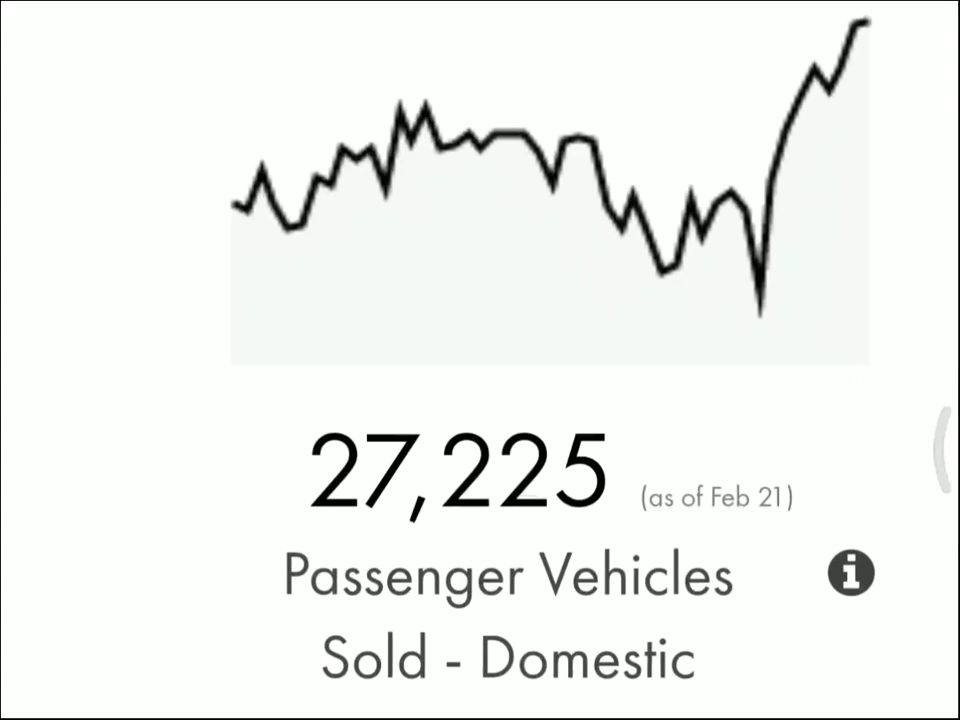 27,225 (as of Feb 21)
Passenger Vehicles
Sold - Domestic